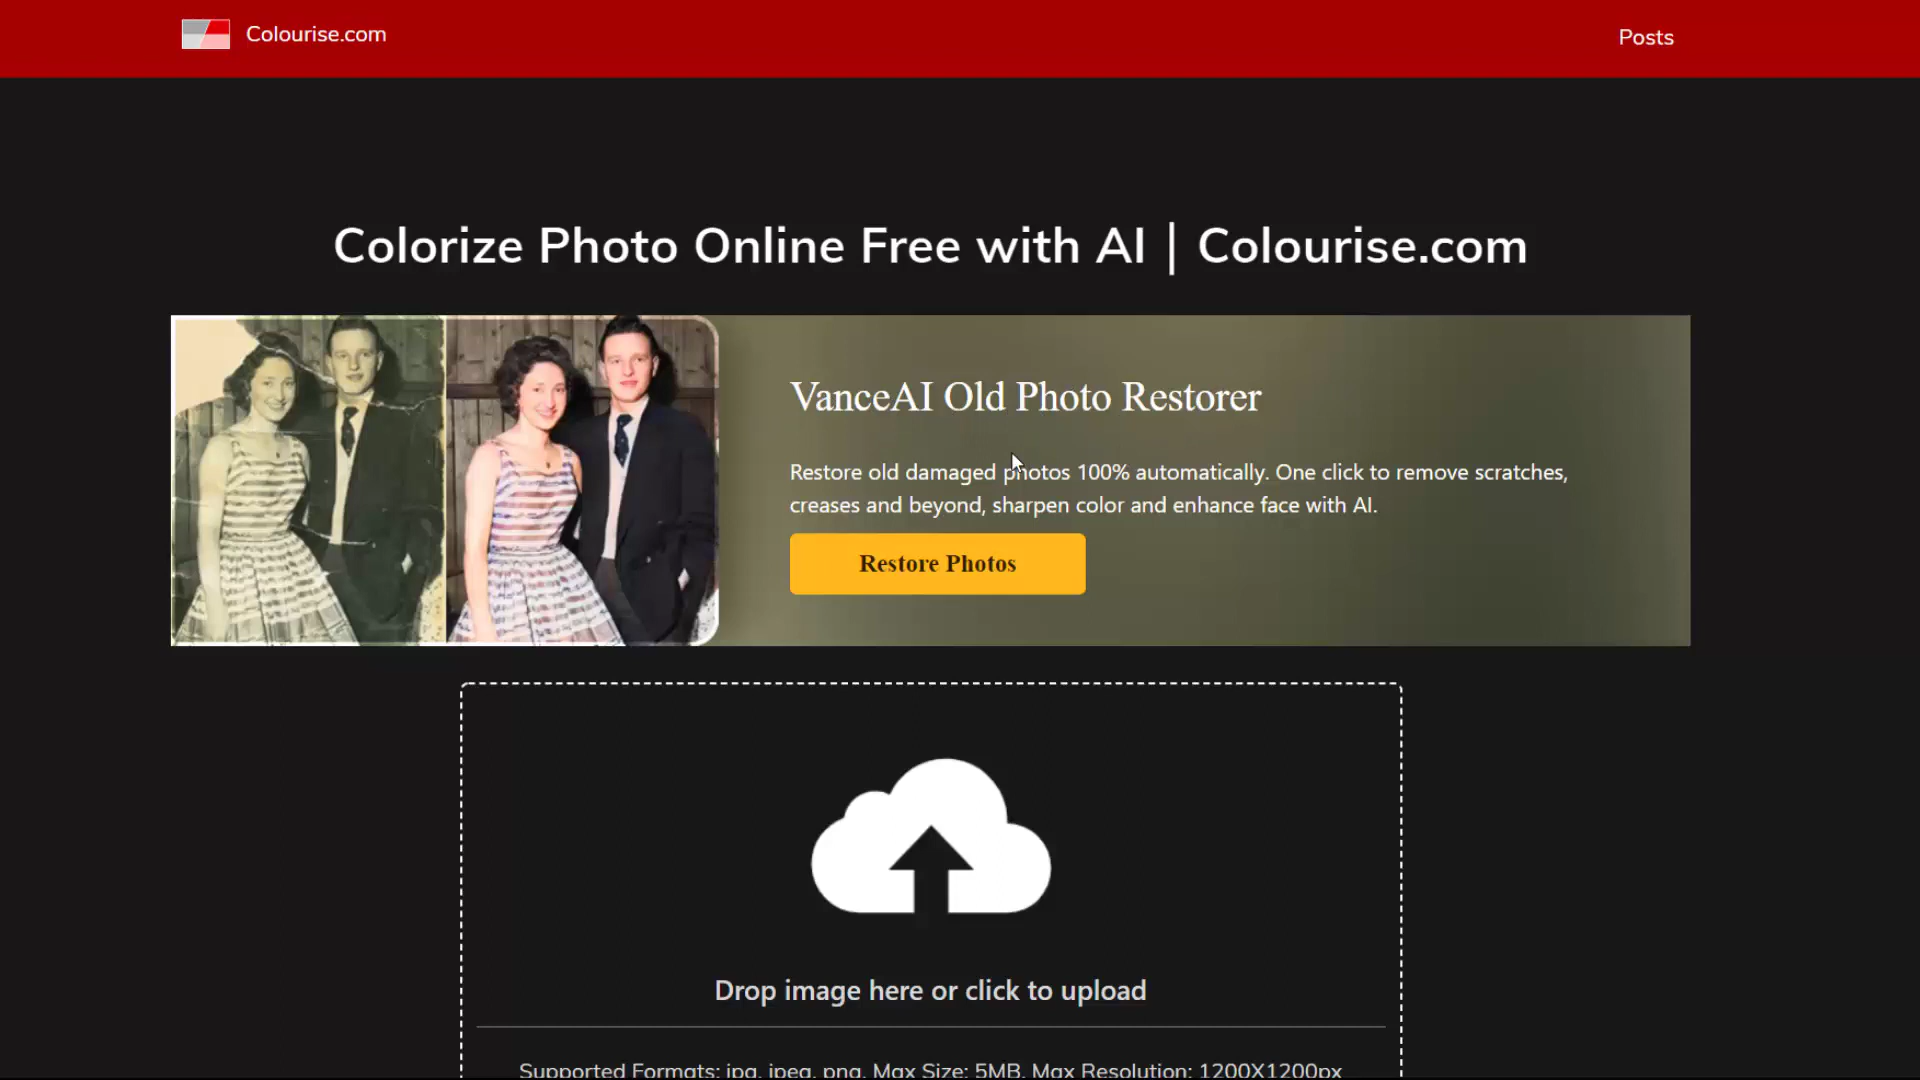 Colourise.com
Posts
Colorize Photo Online Free with AI | Colourise.com
VanceAI Old Photo Restorer
Restore old damaged photos 100% automatically. One click to remove scratches,
creases and beyond, sharpen color and enhance face with AI.
Restore Photos
Drop image here or click to upload
Supported Formats: jpg, jpeg, png, Max Size: 5MB, Max Resolution: 1200X1200px